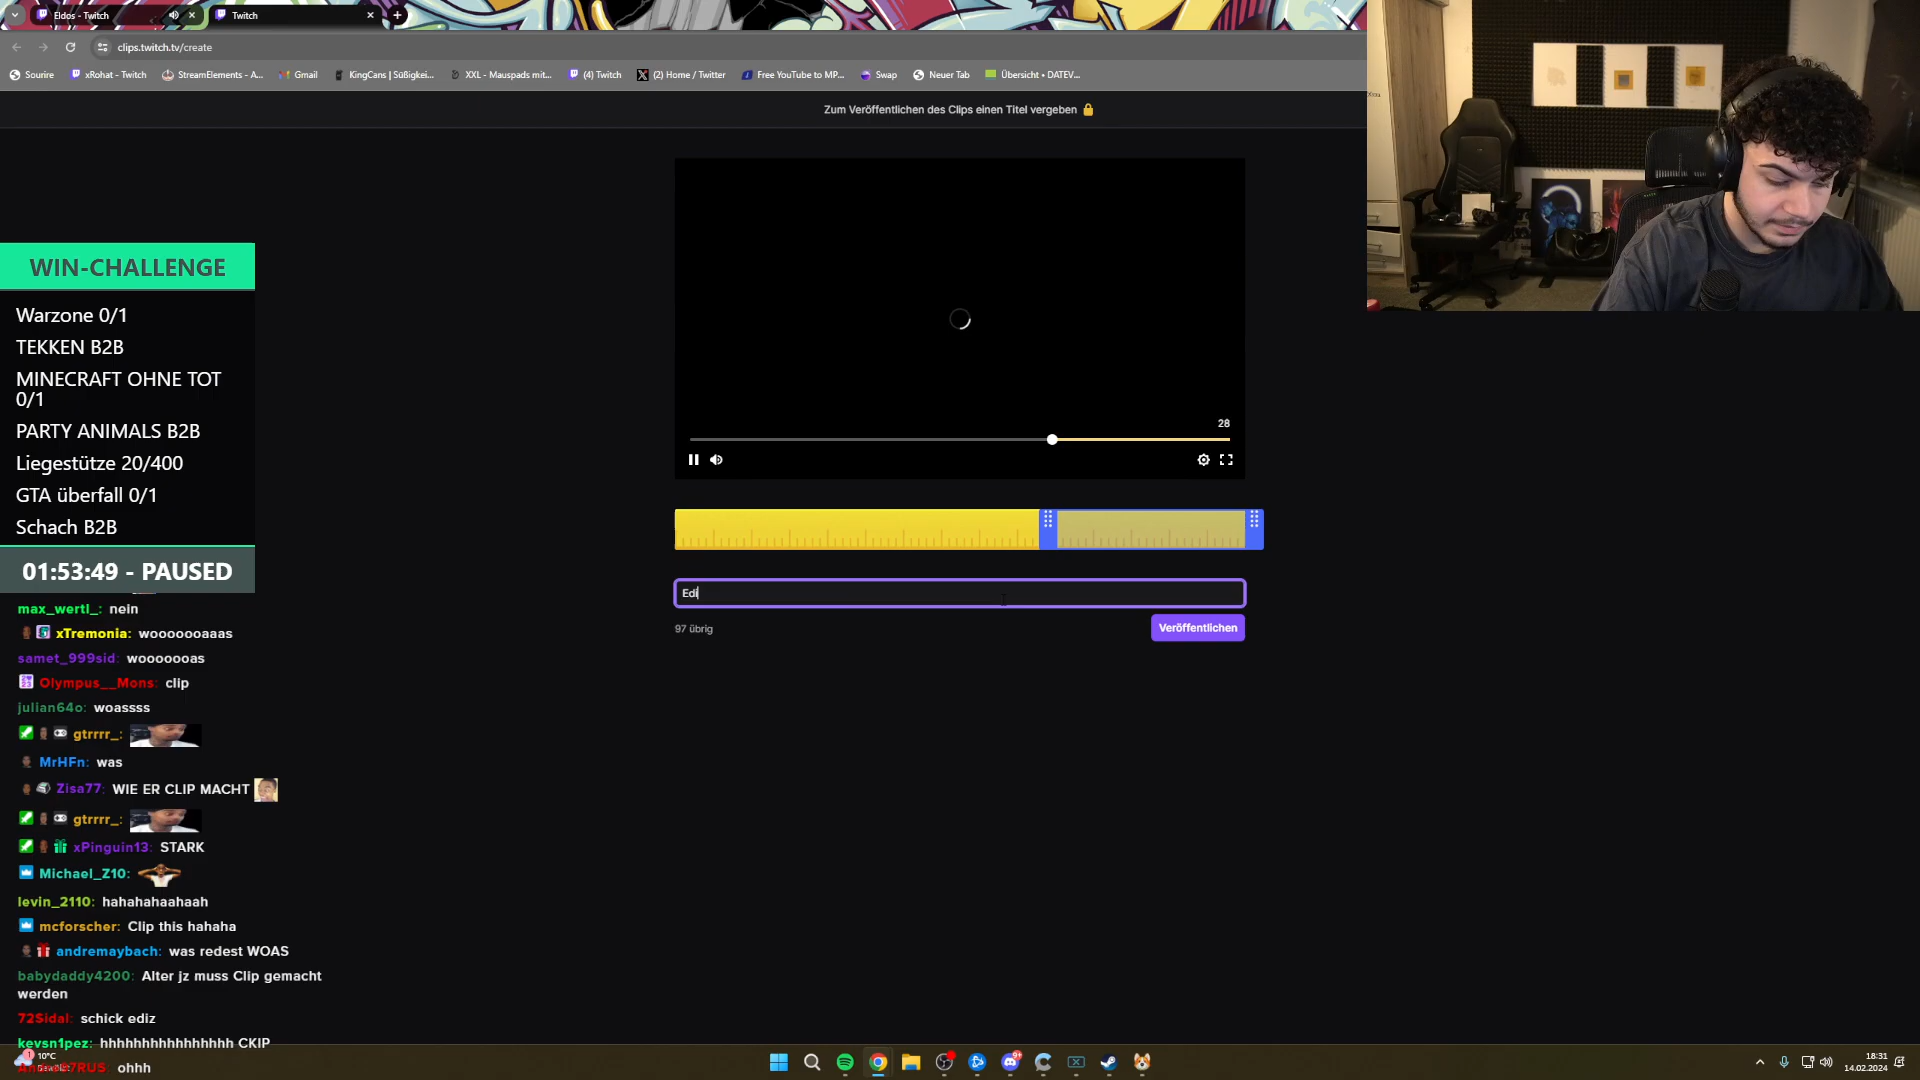 Eldos - Twitch
Twitch
clips.twitch.tv/create
Sourire
xRohat - Twitch
StreamElements - A...
Gmail
KingCans | Süßigkei...
XXL - Mauspads mit...
(4) Twitch
(2) Home / Twitter
Free YouTube to MP...
Swap
Neuer Tab
Übersicht • DATEV...
Zum Veröffentlichen des Clips einen Titel vergeben
28
Edi
97 übrig
Veröffentlichen
WIN-CHALLENGE
Warzone 0/1
TEKKEN B2B
MINECRAFT OHNE TOT
0/1
PARTY ANIMALS B2B
Liegestütze 20/400
GTA überfall 0/1
Schach B2B
01:53:49 - PAUSED
max_wertl_: nein
xTremonia: wooooooaaas
samet_999sid: wooooooas
Olympus__Mons: clip
julian64o: woassss
gtrrrr_:
MrHFn: was
Zisa77: WIE ER CLIP MACHT
gtrrrr_:
xPinguin13: STARK
Michael_Z10:
levin_2110: hahahahaahaah
mcforscher: Clip this hahaha
andremaybach: was redest WOAS
babydaddy4200: Alter jz muss Clip gemacht
werden
72Sidal: schick ediz
kevsn1pez: hhhhhhhhhhhhhhhh CKIP
ohhh
10°C
18:31
14.02.2024